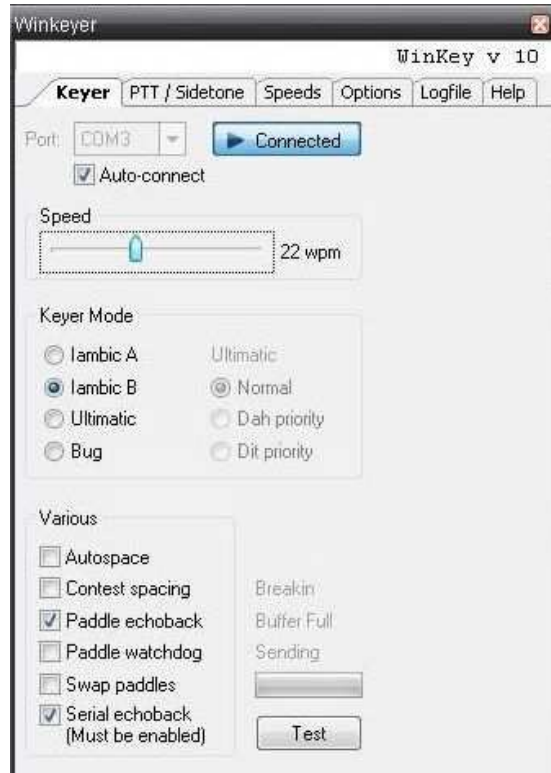 Winkeyer
WinKey v 10
Keyer PTT / Sidetone Speeds Options Logfile Help
Port: COM3 Connected
Auto-connect
Speed
22 wpm
Keyer Mode
Iambic A Ultimatic
Iambic B Normal
Ultimatic Dah priority
Bug Dit priority
Various
Autospace
Contest spacing Breakin
Paddle echoback Buffer Full
Paddle watchdog Sending
Swap paddles
Serial echoback
(Must be enabled) Test